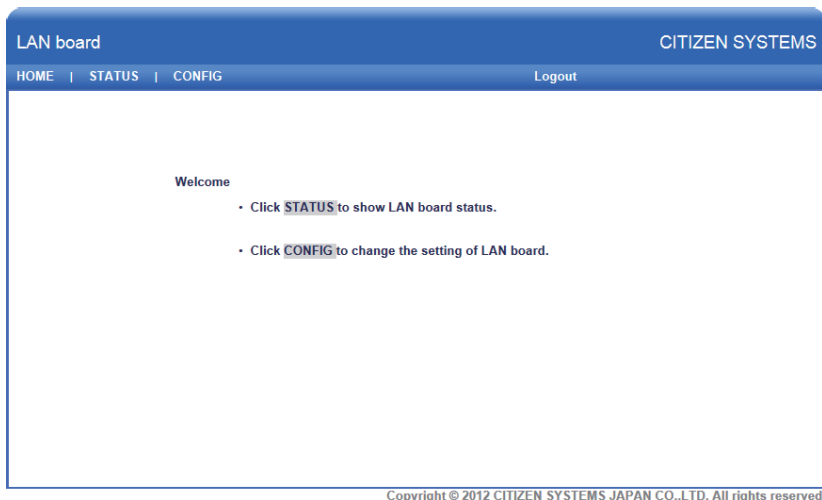 LAN board CITIZEN SYSTEMS
HOME | STATUS | CONFIG Logout
Welcome
• Click STATUS to show LAN board status.
• Click CONFIG to change the setting of LAN board.
Copyright © 2012 CITIZEN SYSTEMS JAPAN CO.,LTD. All rights reserved